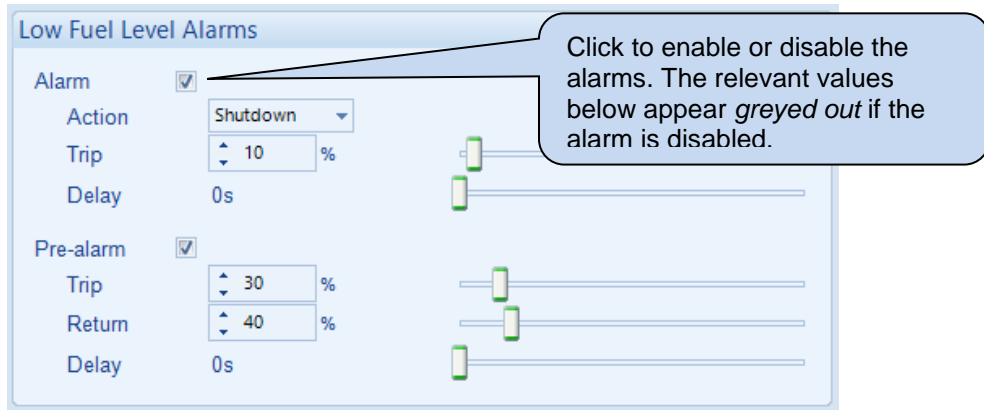 Low Fuel Level Alarms
Click to enable or disable the
alarms. The relevant values
below appear greyed out if the
alarm is disabled.
Alarm
Action Shutdown
Trip 10 %
Delay 0s
Pre-alarm
Trip 30 %
Return 40 %
Delay 0s